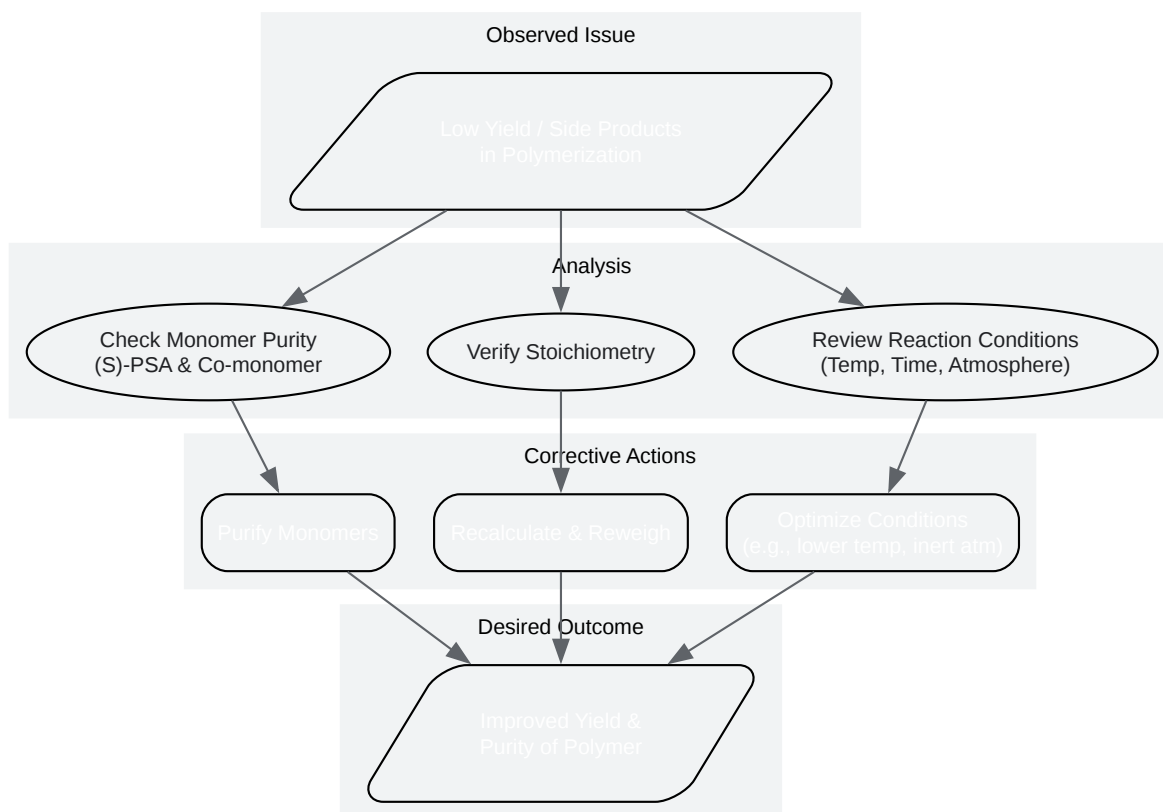 Observed Issue
Low Yield / Side Products
in Polymerization
Analysis
Check Monomer Purity
(S)-PSA & Co-monomer
Verify Stoichiometry
Review Reaction Conditions
(Temp, Time, Atmosphere)
Corrective Actions
Purify Monomers
Recalculate & Reweigh
Optimize Conditions
(e.g., lower temp, inert atm)
Desired Outcome
Improved Yield &
Purity of Polymer